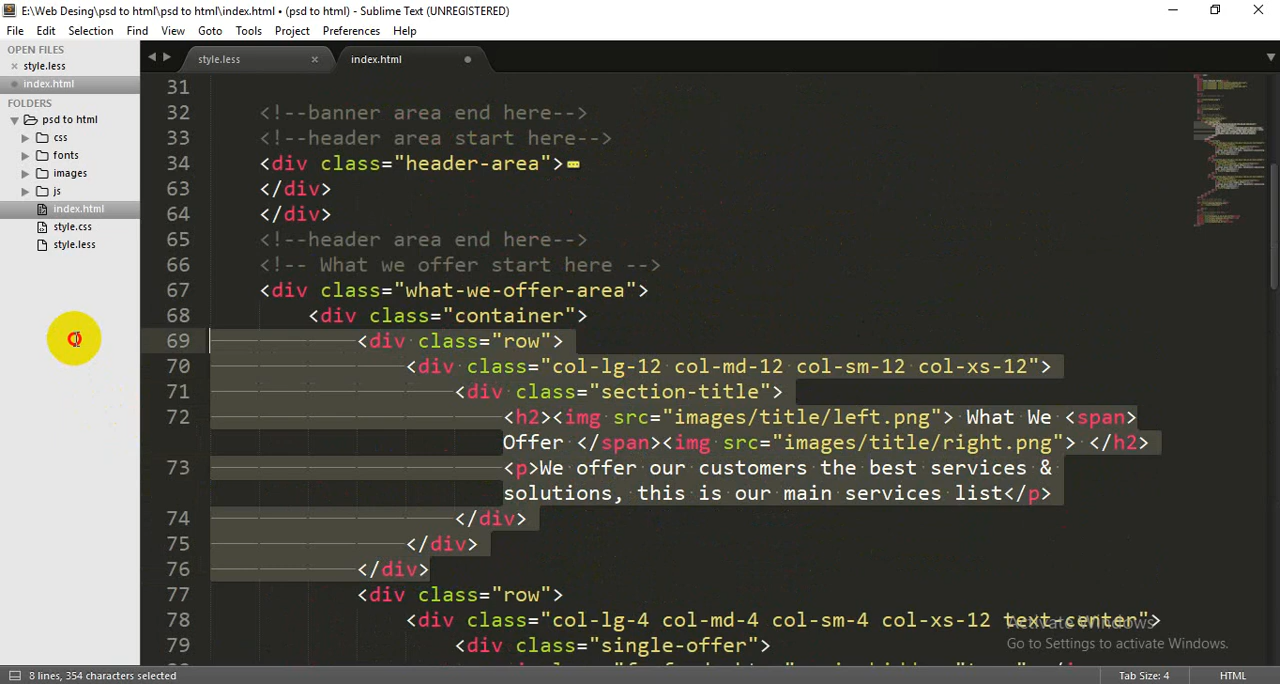 E:\Web Desing\psd to html\psd to html\index.html • (psd to html) - Sublime Text (UNREGISTERED)
File Edit Selection Find View Goto Tools Project Preferences Help
OPEN FILES
style.less
index.html
FOLDERS
psd to html
css
fonts
images
js
index.html
style.css
style.less
style.less × index.html
31
32 <!--banner area end here-->
33 <!--header area start here-->
34 <div class="header-area">
63 </div>
64 </div>
65 <!--header area end here-->
66 <!-- What we offer start here -->
67 <div class="what-we-offer-area">
68 <div class="container">
69 <div class="row">
70 <div class="col-lg-12 col-md-12 col-sm-12 col-xs-12">
71 <div class="section-title">
72 <h2><img src="images/title/left.png"> What We <span>
Offer </span><img src="images/title/right.png"> </h2>
73 <p>We offer our customers the best services &
solutions, this is our main services list</p>
74 </div>
75 </div>
76 </div>
77 <div class="row">
78 <div class="col-lg-4 col-md-4 col-sm-4 col-xs-12 text-center">
79 <div class="single-offer">
Activate Windows
Go to Settings to activate Windows.
8 lines, 354 characters selected
Tab Size: 4
HTML